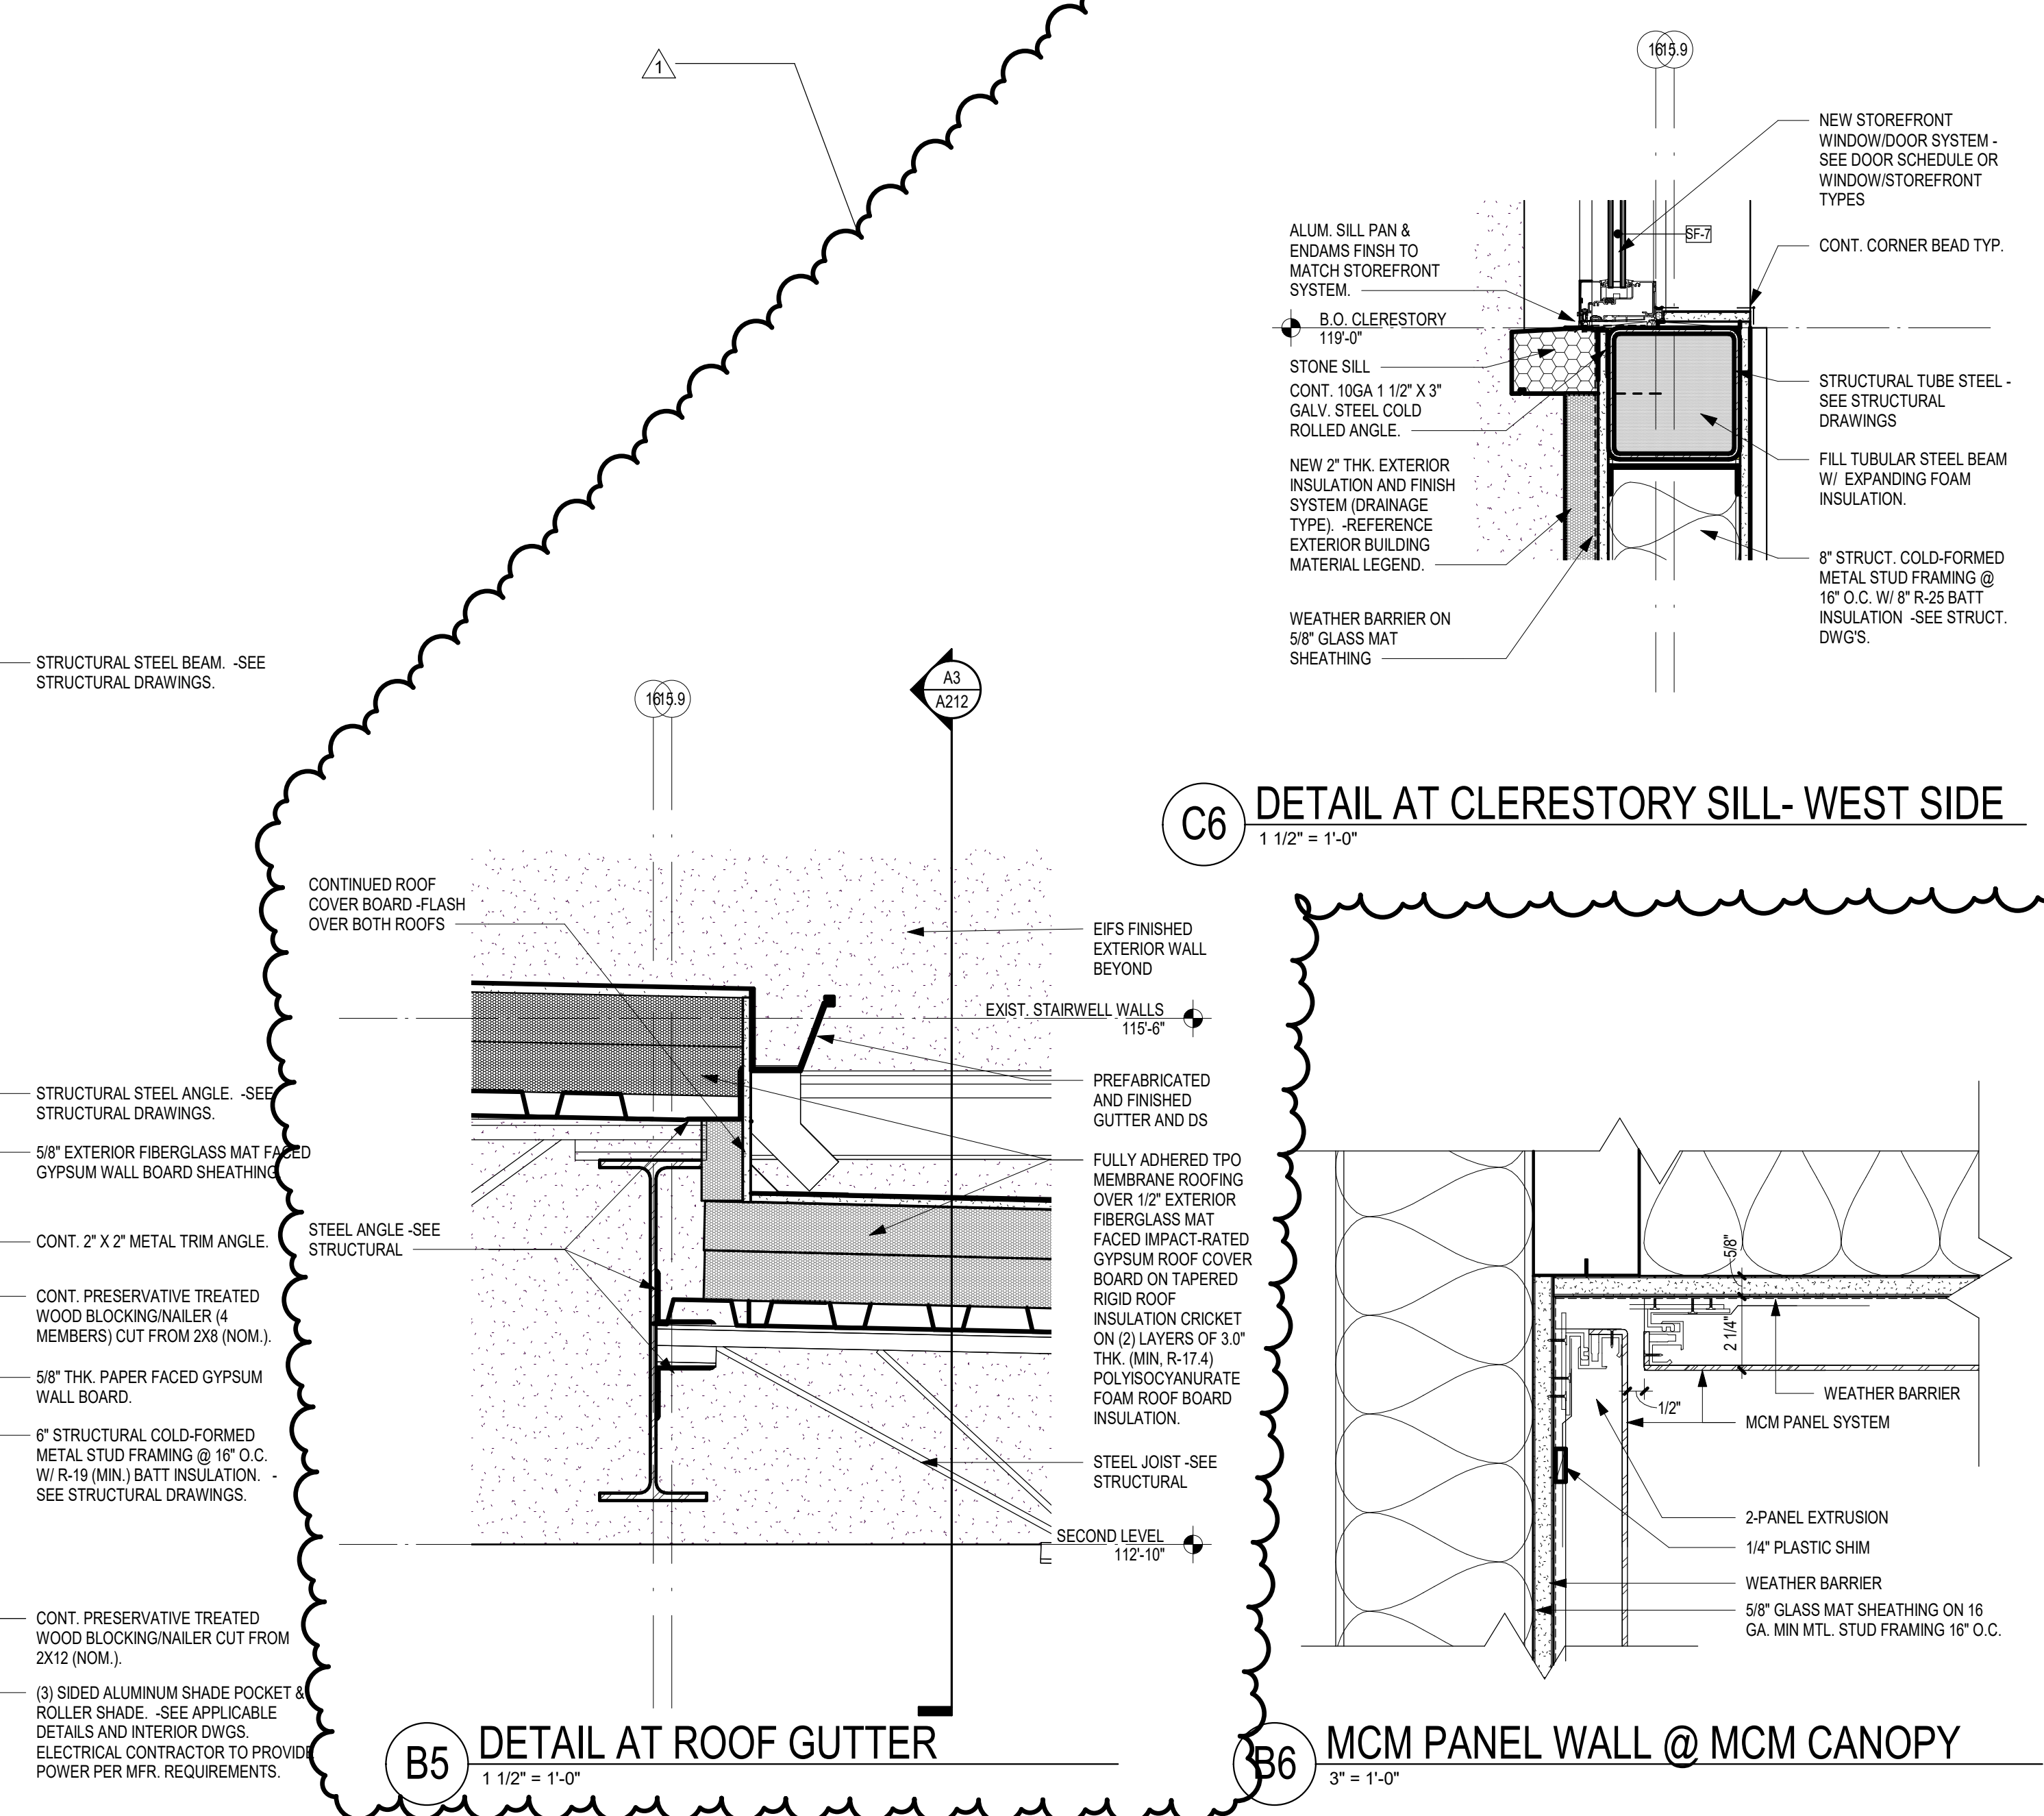 1
STRUCTURAL STEEL BEAM. -SEE
STRUCTURAL DRAWINGS.
STRUCTURAL STEEL ANGLE. -SEE
STRUCTURAL DRAWINGS.
5/8" EXTERIOR FIBERGLASS MAT FACED
GYPSUM WALL BOARD SHEATHING
CONT. 2" X 2" METAL TRIM ANGLE.
CONT. PRESERVATIVE TREATED
WOOD BLOCKING/NAILER (4
MEMBERS) CUT FROM 2X8 (NOM.).
5/8" THK. PAPER FACED GYPSUM
WALL BOARD.
6" STRUCTURAL COLD-FORMED
METAL STUD FRAMING @ 16" O.C.
W/ R-19 (MIN.) BATT INSULATION. -
SEE STRUCTURAL DRAWINGS.
CONT. PRESERVATIVE TREATED
WOOD BLOCKING/NAILER CUT FROM
2X12 (NOM.).
(3) SIDED ALUMINUM SHADE POCKET &
ROLLER SHADE. -SEE APPLICABLE
DETAILS AND INTERIOR DWGS.
ELECTRICAL CONTRACTOR TO PROVIDE
POWER PER MFR. REQUIREMENTS.
16 15.9
A3
A212
CONTINUED ROOF
COVER BOARD -FLASH
OVER BOTH ROOFS
STEEL ANGLE -SEE
STRUCTURAL
EIFS FINISHED
EXTERIOR WALL
BEYOND
EXIST. STAIRWELL WALLS
115'-6"
PREFABRICATED
AND FINISHED
GUTTER AND DS
FULLY ADHERED TPO
MEMBRANE ROOFING
OVER 1/2" EXTERIOR
FIBERGLASS MAT
FACED IMPACT-RATED
GYPSUM ROOF COVER
BOARD ON TAPERED
RIGID ROOF
INSULATION CRICKET
ON (2) LAYERS OF 3.0"
THK. (MIN, R-17.4)
POLYISOCYANURATE
FOAM ROOF BOARD
INSULATION.
STEEL JOIST -SEE
STRUCTURAL
SECOND LEVEL
112'-10"
B5
DETAIL AT ROOF GUTTER
1 1/2" = 1'-0"
16 15.9
ALUM. SILL PAN &
ENDAMS FINSH TO
MATCH STOREFRONT
SYSTEM.
B.O. CLERESTORY
119'-0"
STONE SILL
CONT. 10GA 1 1/2" X 3"
GALV. STEEL COLD
ROLLED ANGLE.
NEW 2" THK. EXTERIOR
INSULATION AND FINISH
SYSTEM (DRAINAGE
TYPE). -REFERENCE
EXTERIOR BUILDING
MATERIAL LEGEND.
WEATHER BARRIER ON
5/8" GLASS MAT
SHEATHING
SF-7
NEW STOREFRONT
WINDOW/DOOR SYSTEM -
SEE DOOR SCHEDULE OR
WINDOW/STOREFRONT
TYPES
CONT. CORNER BEAD TYP.
STRUCTURAL TUBE STEEL -
SEE STRUCTURAL
DRAWINGS
FILL TUBULAR STEEL BEAM
W/ EXPANDING FOAM
INSULATION.
8" STRUCT. COLD-FORMED
METAL STUD FRAMING @
16" O.C. W/ 8" R-25 BATT
INSULATION -SEE STRUCT.
DWG'S.
C6
DETAIL AT CLERESTORY SILL- WEST SIDE
1 1/2" = 1'-0"
5/8"
2 1/4"
1/2"
WEATHER BARRIER
MCM PANEL SYSTEM
2-PANEL EXTRUSION
1/4" PLASTIC SHIM
WEATHER BARRIER
5/8" GLASS MAT SHEATHING ON 16
GA. MIN MTL. STUD FRAMING 16" O.C.
B6
MCM PANEL WALL @ MCM CANOPY
3" = 1'-0"